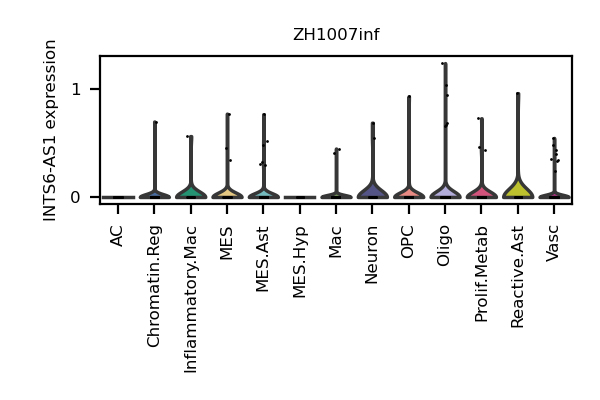 ZH1007inf
INTS6-AS1 expression
1
0
AC
Chromatin.Reg
Inflammatory.Mac
MES
MES.Ast
MES.Hyp
Mac
Neuron
OPC
Oligo
Prolif.Metab
Reactive.Ast
Vasc